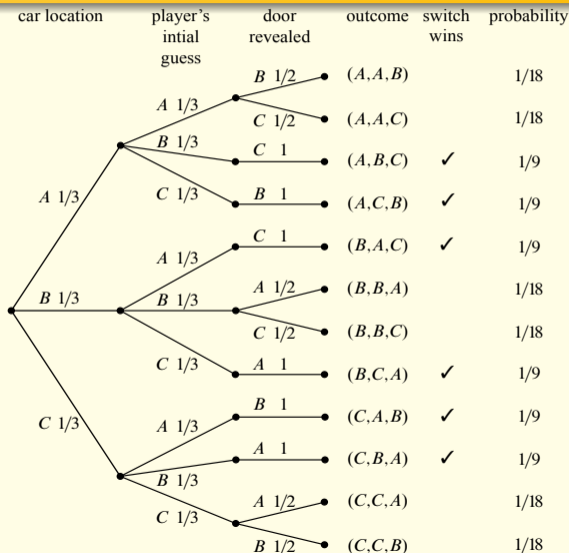 car location player's door outcome switch probability
intial revealed wins
guess
B 1/2 (A,A,B) 1/18
A 1/3
C 1/2 (A,A,C) 1/18
B 1/3 C 1 (A,B,C) ✓ 1/9
A 1/3 C 1/3 B 1 (A,C,B) ✓ 1/9
C 1 (B,A,C) ✓ 1/9
A 1/3
B 1/3 B 1/3 A 1/2 (B,B,A) 1/18
C 1/2 (B,B,C) 1/18
C 1/3 A 1 (B,C,A) ✓ 1/9
B 1 (C,A,B) ✓ 1/9
C 1/3 A 1/3
A 1 (C,B,A) ✓ 1/9
B 1/3
A 1/2 (C,C,A) 1/18
C 1/3
B 1/2 (C,C,B) 1/18